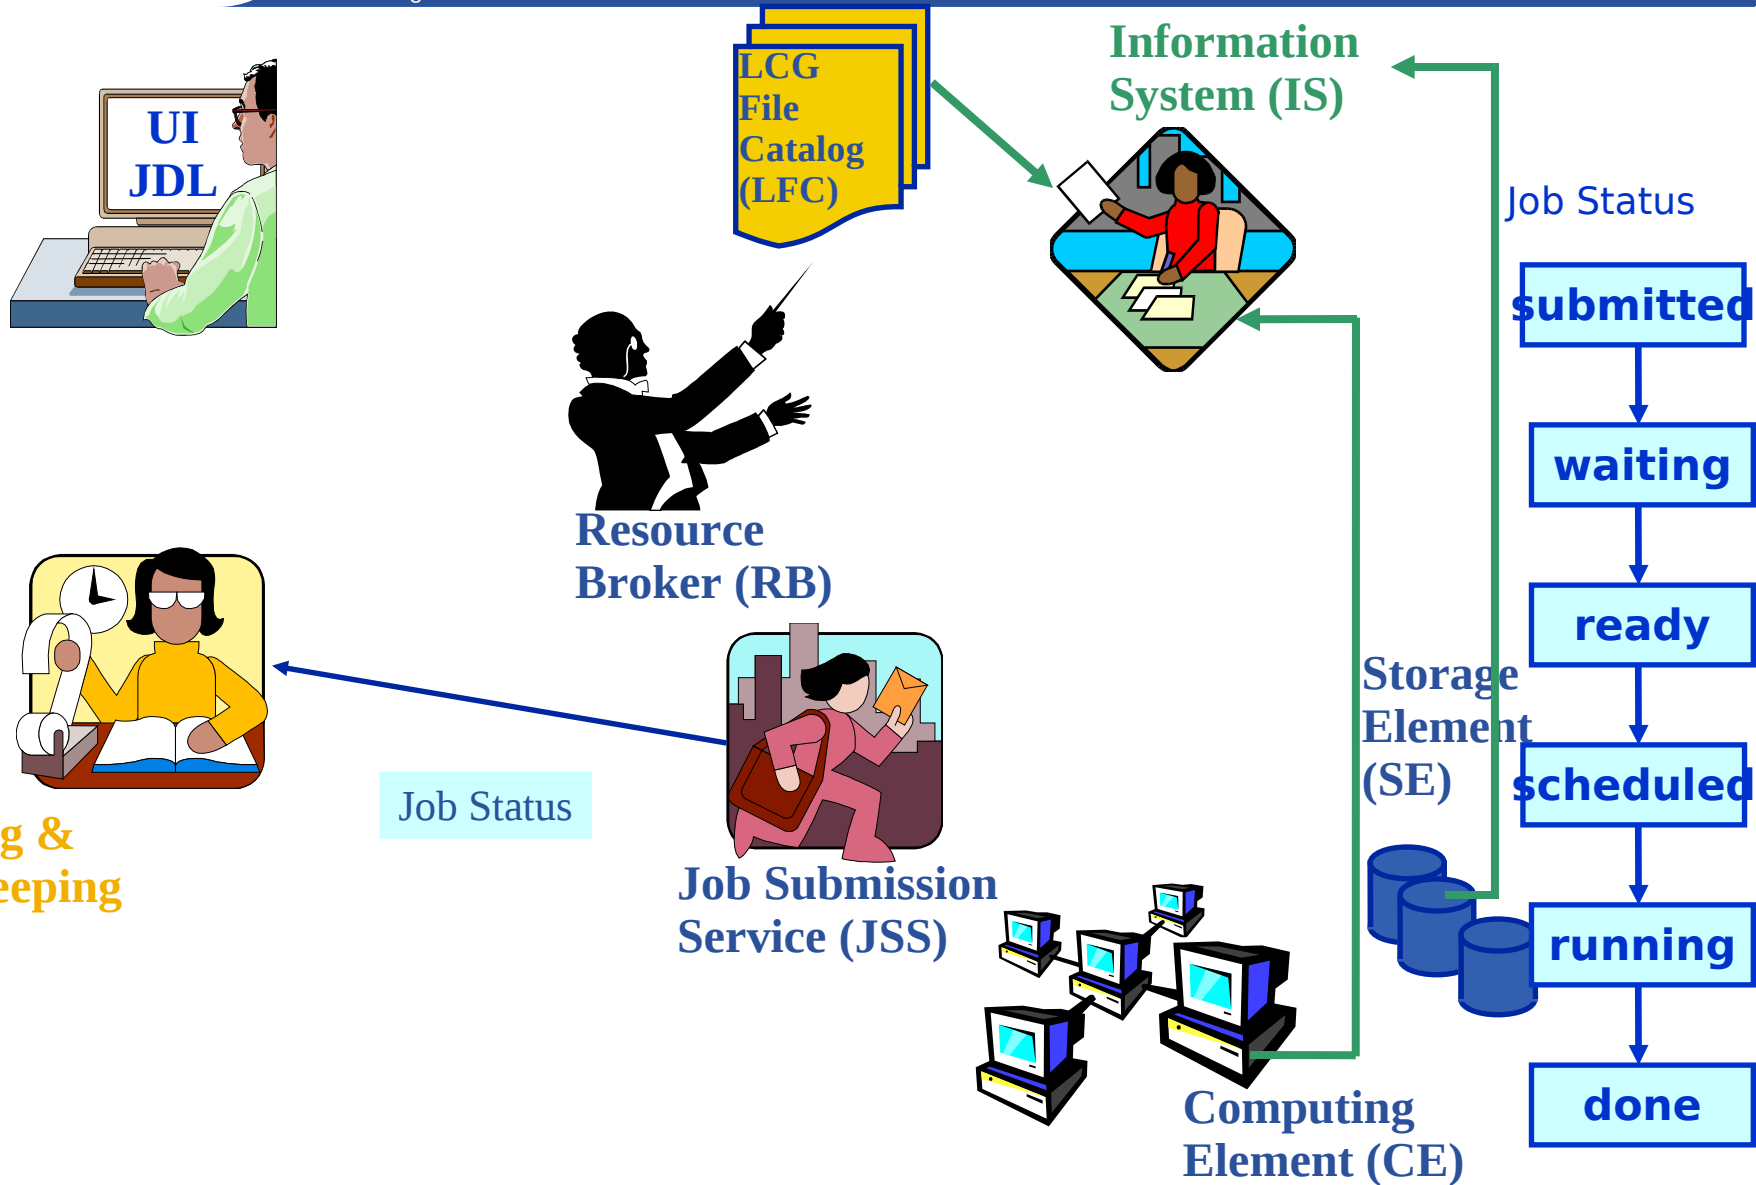 UI
JDL
LCG
File
Catalog
(LFC)
Information
System (IS)
Job Status
submitted
waiting
ready
scheduled
running
done
Resource
Broker (RB)
Storage
Element
(SE)
Job Status
g &
eeping
Job Submission
Service (JSS)
Computing
Element (CE)